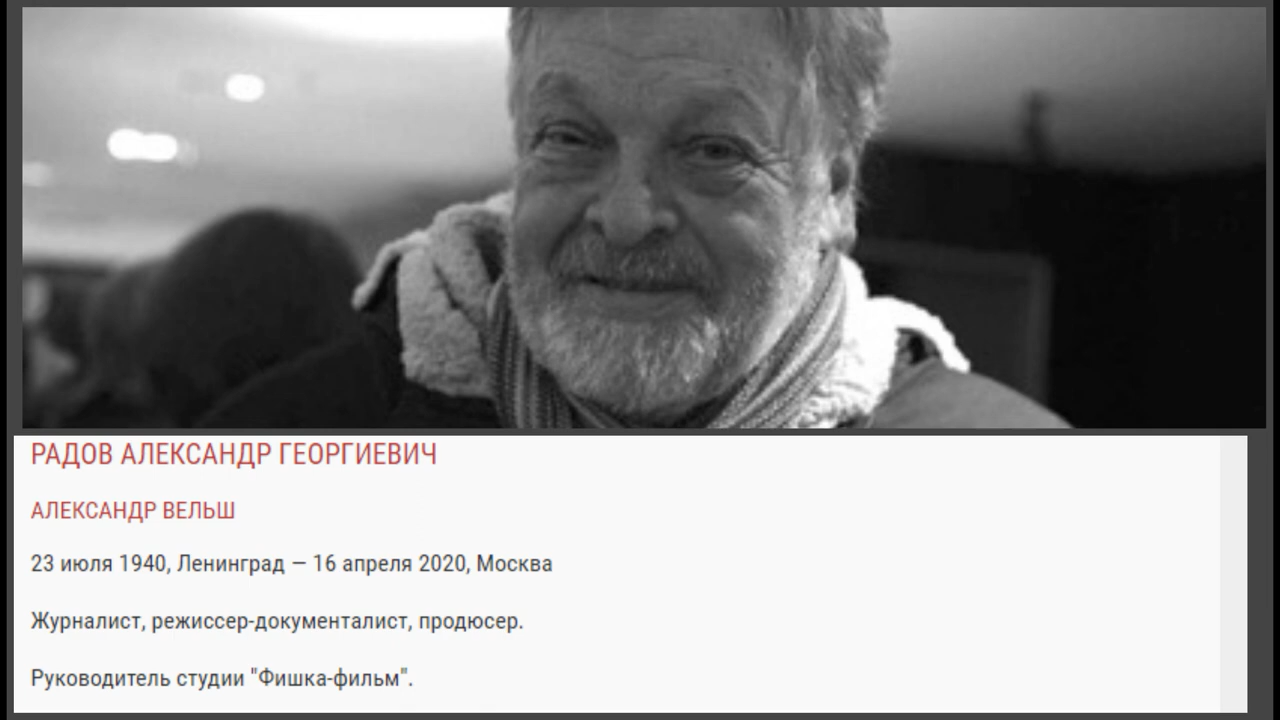 РАДОВ АЛЕКСАНДР ГЕОРГИЕВИЧ
АЛЕКСАНДР ВЕЛЬШ
23 июля 1940, Ленинград — 16 апреля 2020, Москва
Журналист, режиссер-документалист, продюсер.
Руководитель студии "Фишка-фильм".